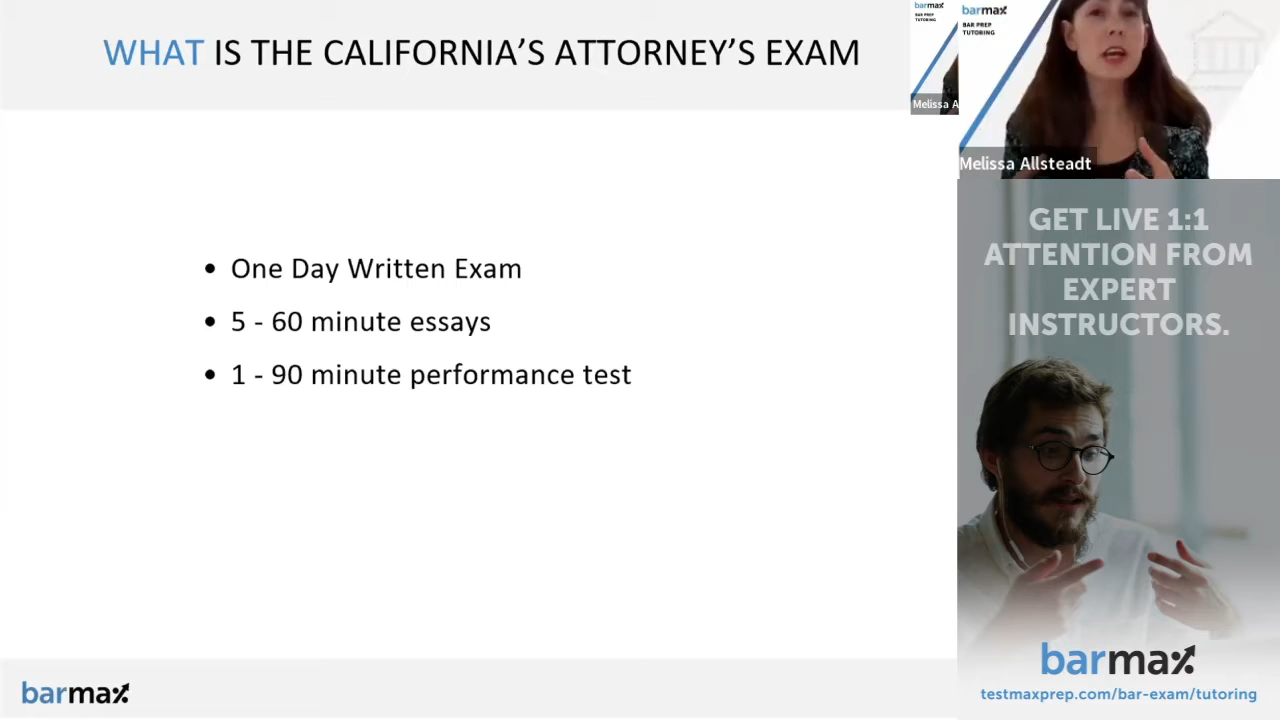 WHAT IS THE CALIFORNIA’S ATTORNEY’S EXAM
• One Day Written Exam
• 5 - 60 minute essays
• 1 - 90 minute performance test
barmax
barmax
BAR PREP
TUTORING
Melissa A
barmax
BAR PREP
TUTORING
Melissa Allsteadt
GET LIVE 1:1
ATTENTION FROM
EXPERT
INSTRUCTORS.
barmax
testmaxprep.com/bar-exam/tutoring